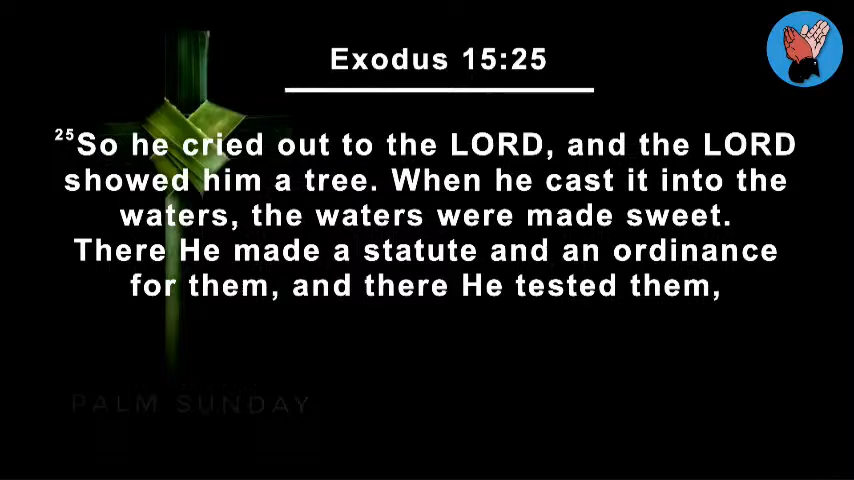 Exodus 15:25
25So he cried out to the LORD, and the LORD
showed him a tree. When he cast it into the
waters, the waters were made sweet.
There He made a statute and an ordinance
for them, and there He tested them,
PALM SUNDAY